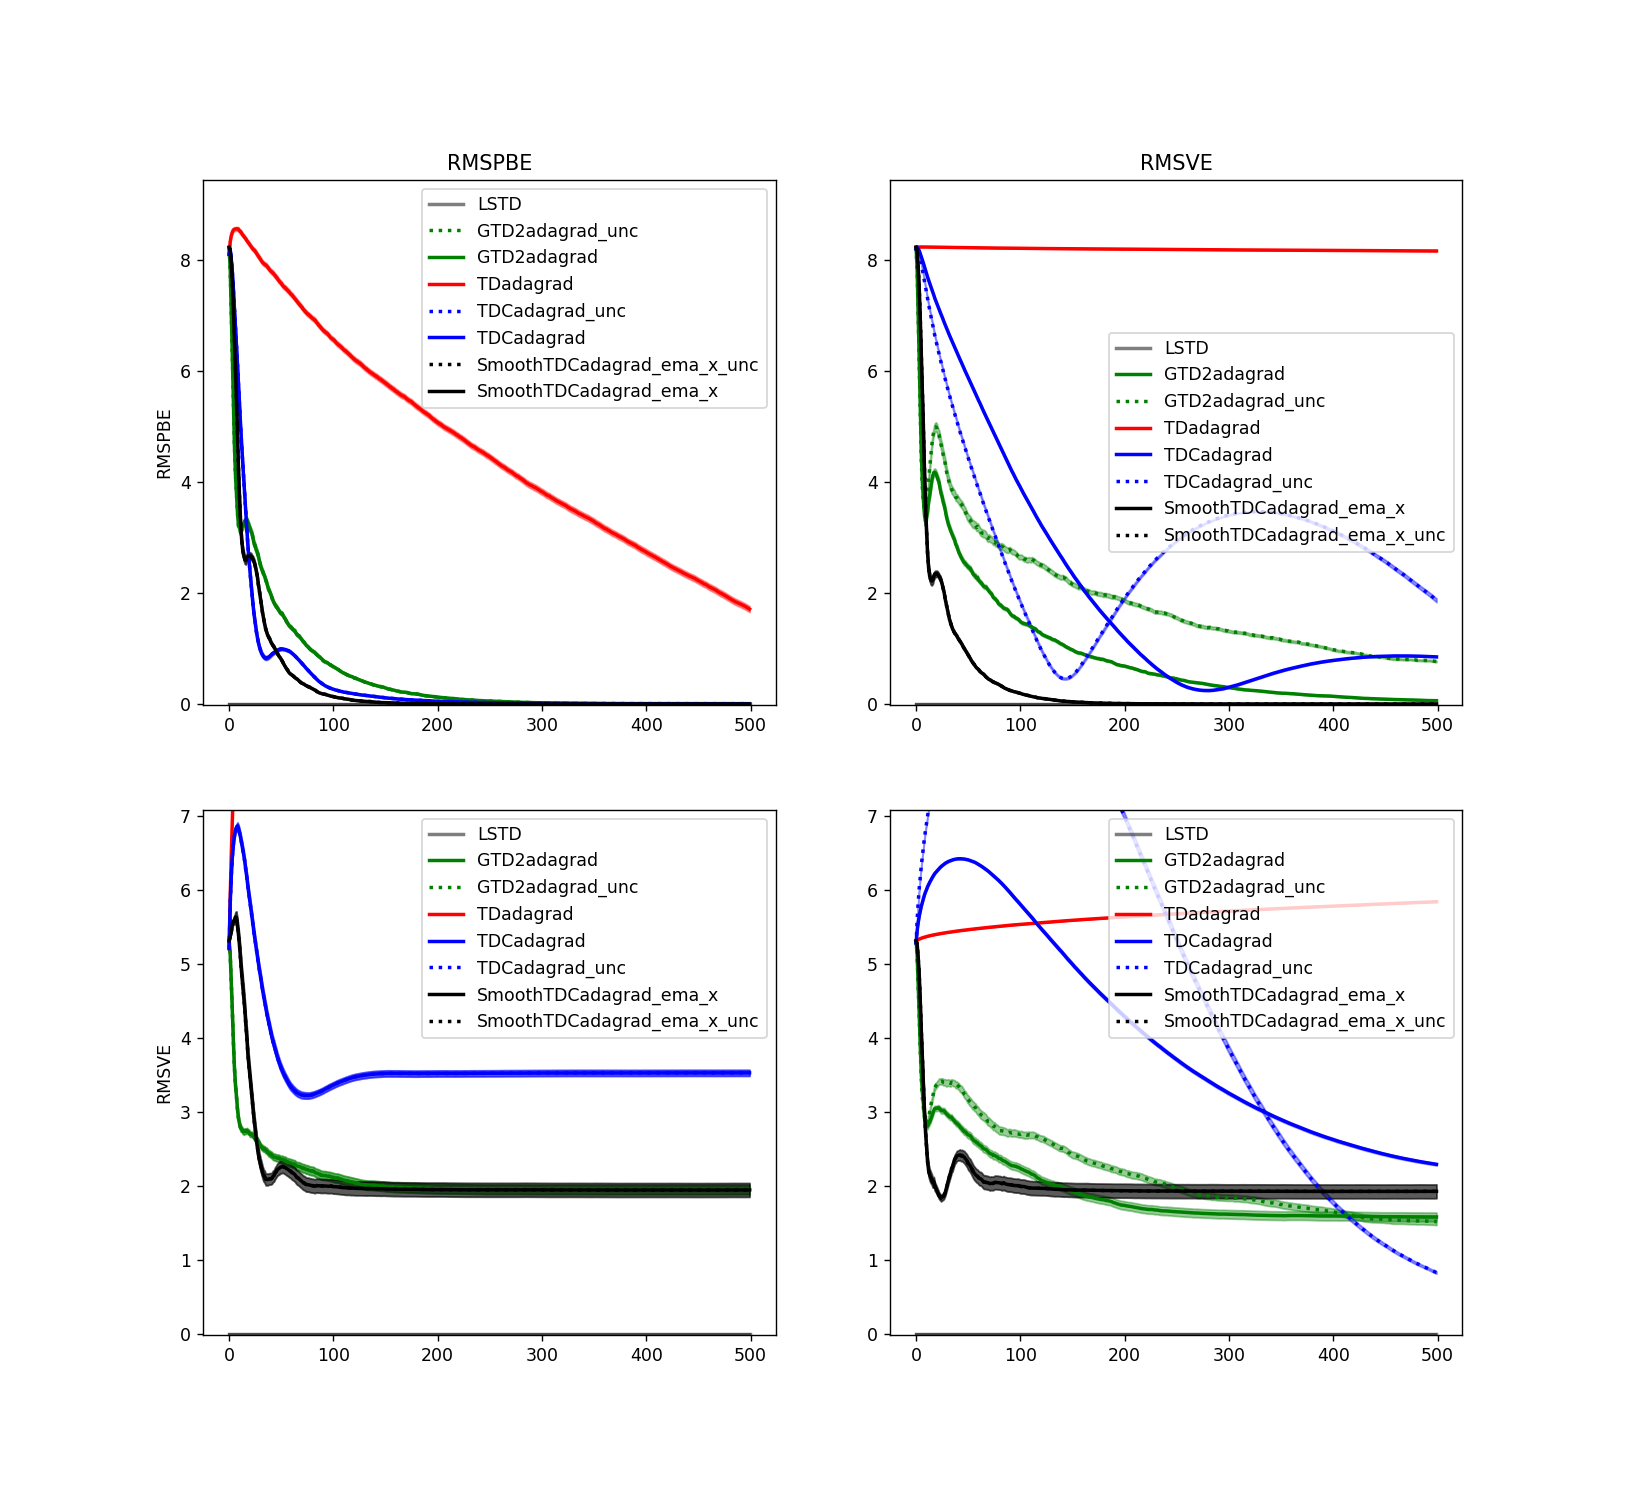 RMSPBE
RMSPBE
8
6
4
2
0
0 100 200 300 400 500
LSTD
GTD2adagrad_unc
GTD2adagrad
TDadagrad
TDCadagrad_unc
TDCadagrad
SmoothTDCadagrad_ema_x_unc
SmoothTDCadagrad_ema_x
RMSVE
8
6
4
2
0
0 100 200 300 400 500
LSTD
GTD2adagrad
GTD2adagrad_unc
TDadagrad
TDCadagrad
TDCadagrad_unc
SmoothTDCadagrad_ema_x
SmoothTDCadagrad_ema_x_unc
RMSVE
7
6
5
4
3
2
1
0
0 100 200 300 400 500
LSTD
GTD2adagrad
GTD2adagrad_unc
TDadagrad
TDCadagrad
TDCadagrad_unc
SmoothTDCadagrad_ema_x
SmoothTDCadagrad_ema_x_unc
7
6
5
4
3
2
1
0
0 100 200 300 400 500
LSTD
GTD2adagrad
GTD2adagrad_unc
TDadagrad
TDCadagrad
TDCadagrad_unc
SmoothTDCadagrad_ema_x
SmoothTDCadagrad_ema_x_unc